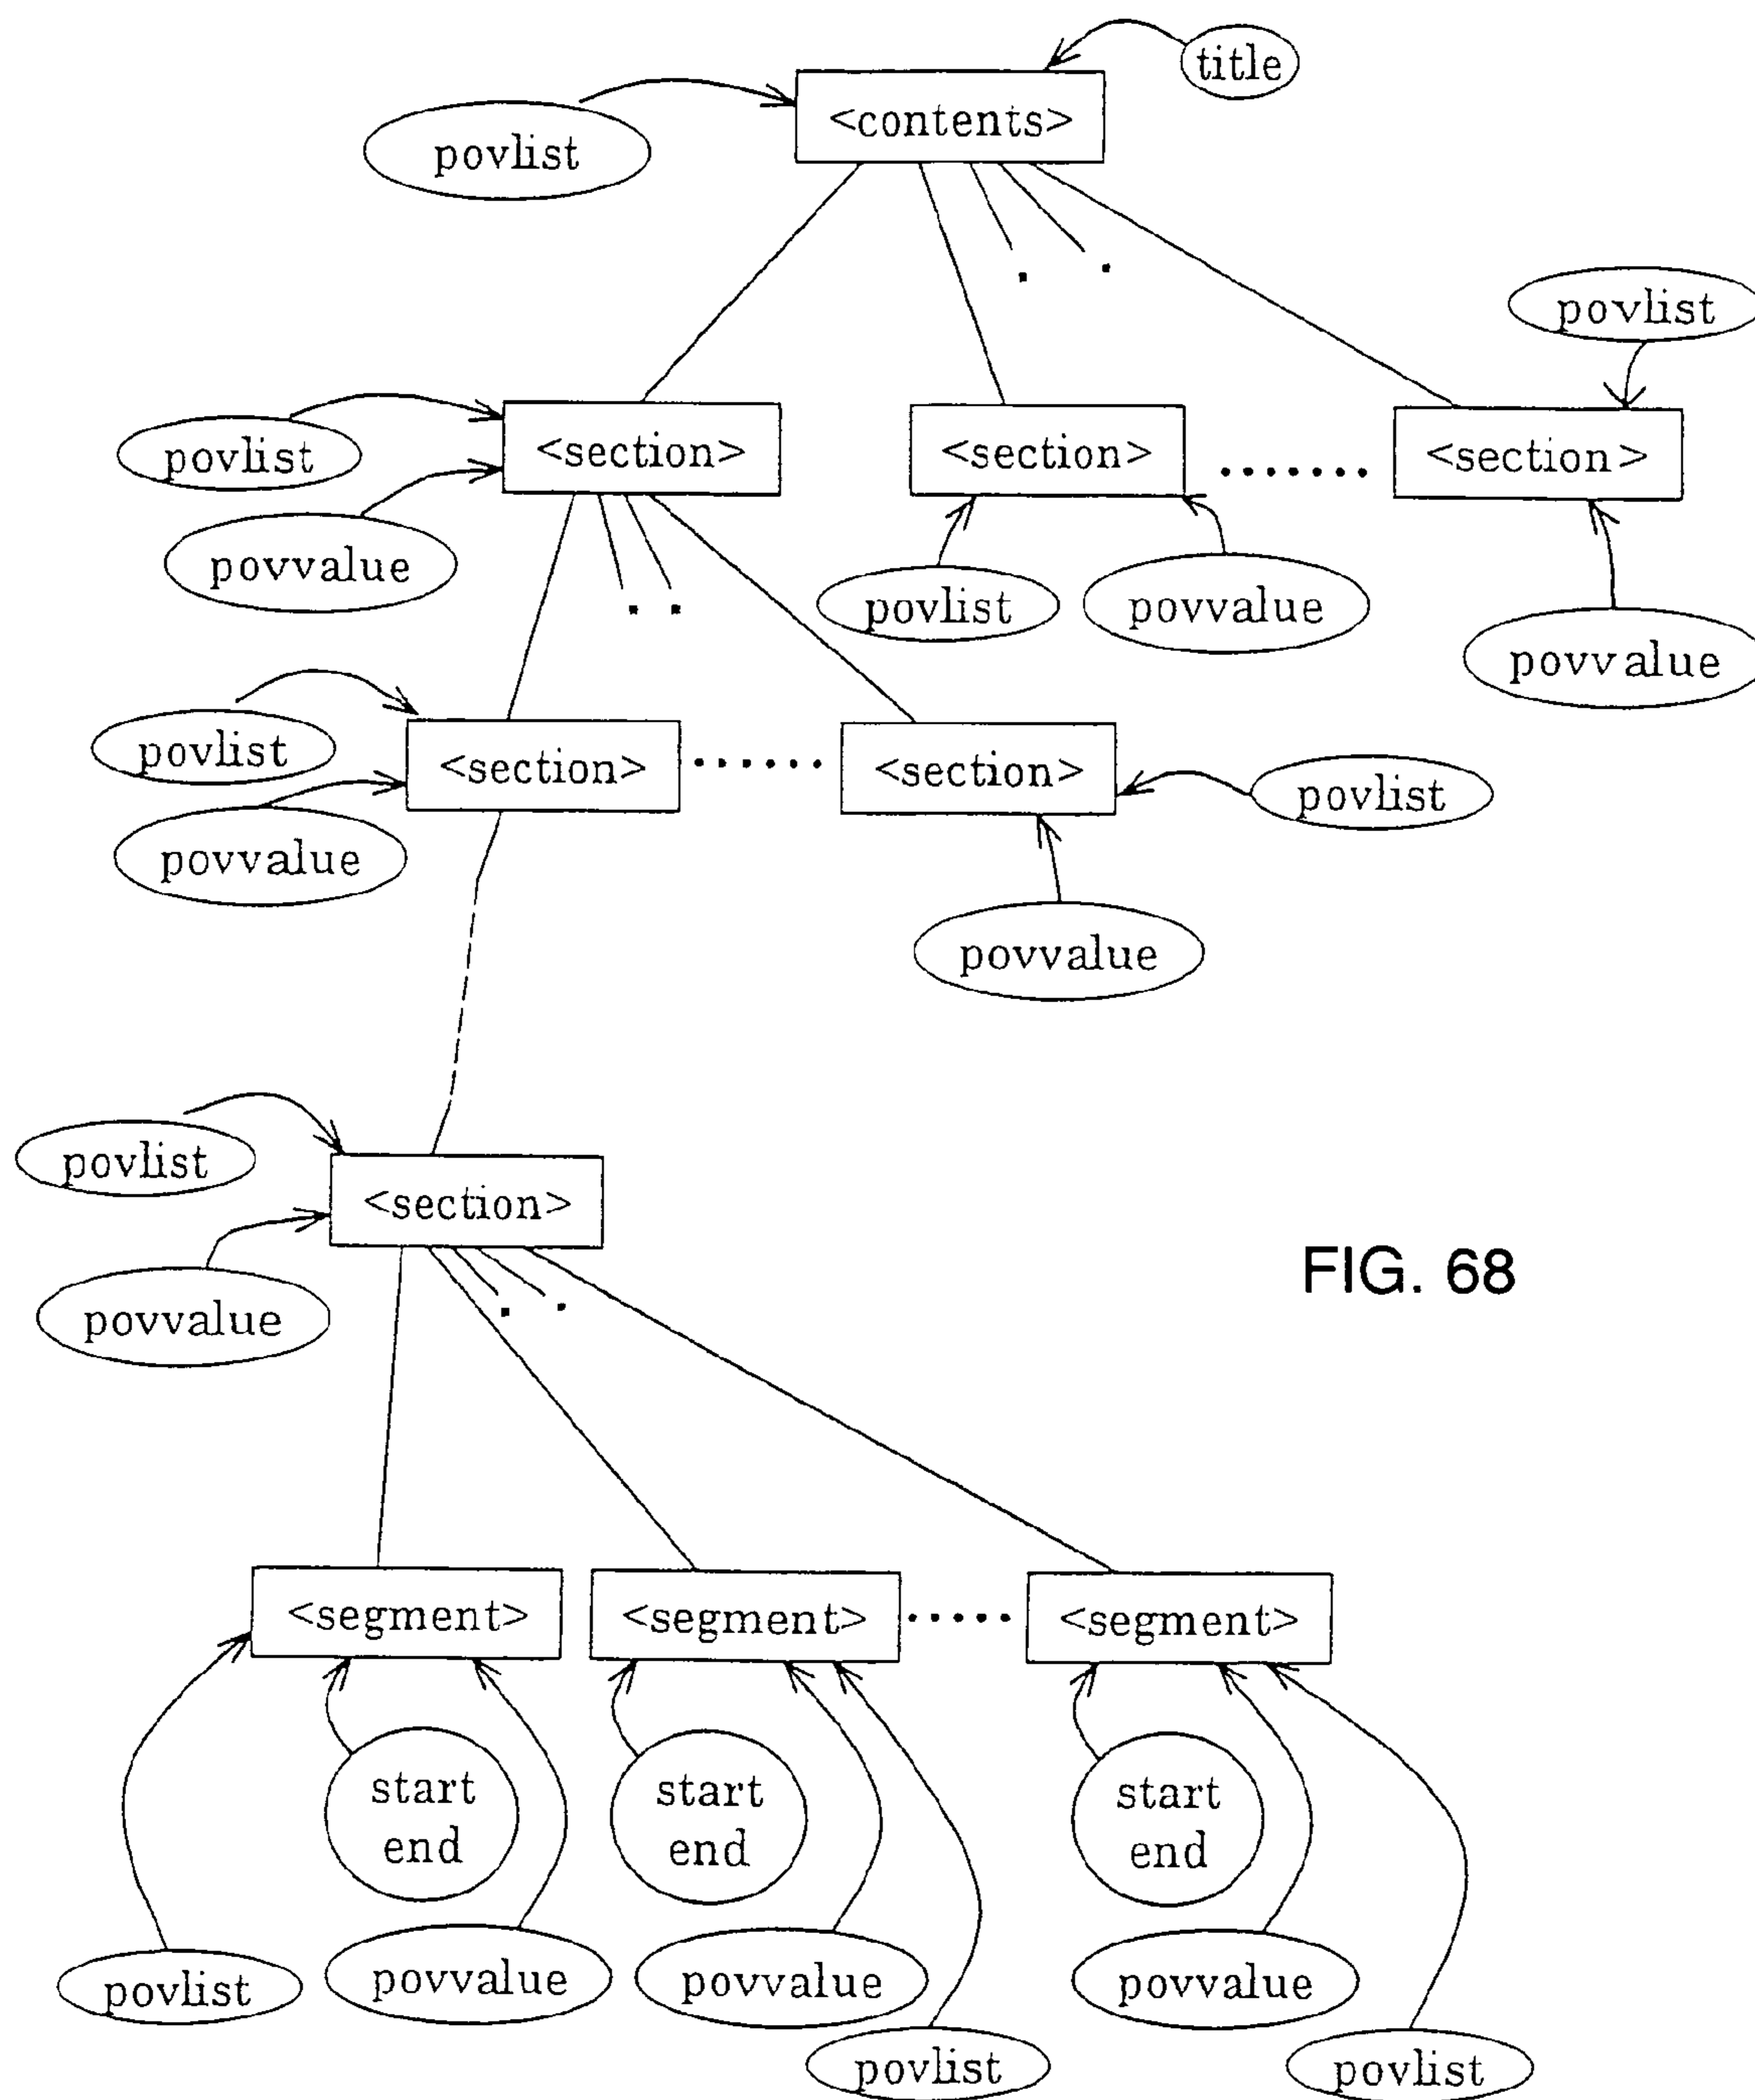 title
<contents>
povlist
povlist
povlist
<section>
<section>
<section>
povlist
povvalue
povlist
povvalue
povvalue
povlist
<section>
<section>
povlist
povvalue
povvalue
povlist
<section>
povvalue
FIG. 68
<segment>
<segment>
<segment>
start
end
start
end
start
end
povlist
povvalue
povvalue
povvalue
povlist
povlist